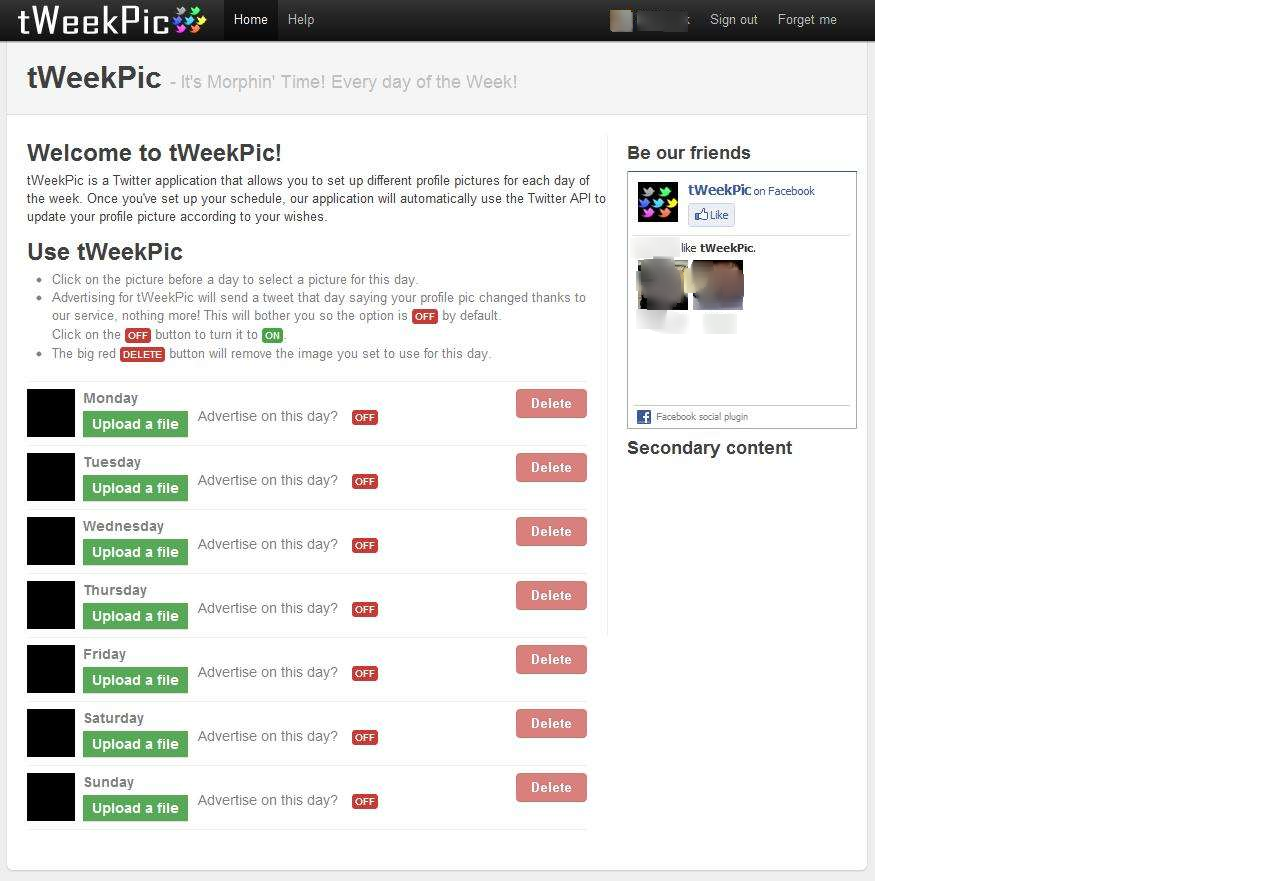 tWeekPic Home Help Sign out Forget me
tWeekPic - It's Morphin' Time! Every day of the Week!
Welcome to tWeekPic!
tWeekPic is a Twitter application that allows you to set up different profile pictures for each day of
the week. Once you've set up your schedule, our application will automatically use the Twitter API to
update your profile picture according to your wishes.
Use tWeekPic
Click on the picture before a day to select a picture for this day.
Advertising for tWeekPic will send a tweet that day saying your profile pic changed thanks to
our service, nothing more! This will bother you so the option is OFF by default.
Click on the OFF button to turn it to ON.
The big red DELETE button will remove the image you set to use for this day.
Monday
Upload a file Advertise on this day? OFF Delete
Tuesday
Upload a file Advertise on this day? OFF Delete
Wednesday
Upload a file Advertise on this day? OFF Delete
Thursday
Upload a file Advertise on this day? OFF Delete
Friday
Upload a file Advertise on this day? OFF Delete
Saturday
Upload a file Advertise on this day? OFF Delete
Sunday
Upload a file Advertise on this day? OFF Delete
Be our friends
tWeekPic on Facebook
Like
like tWeekPic.
Facebook social plugin
Secondary content